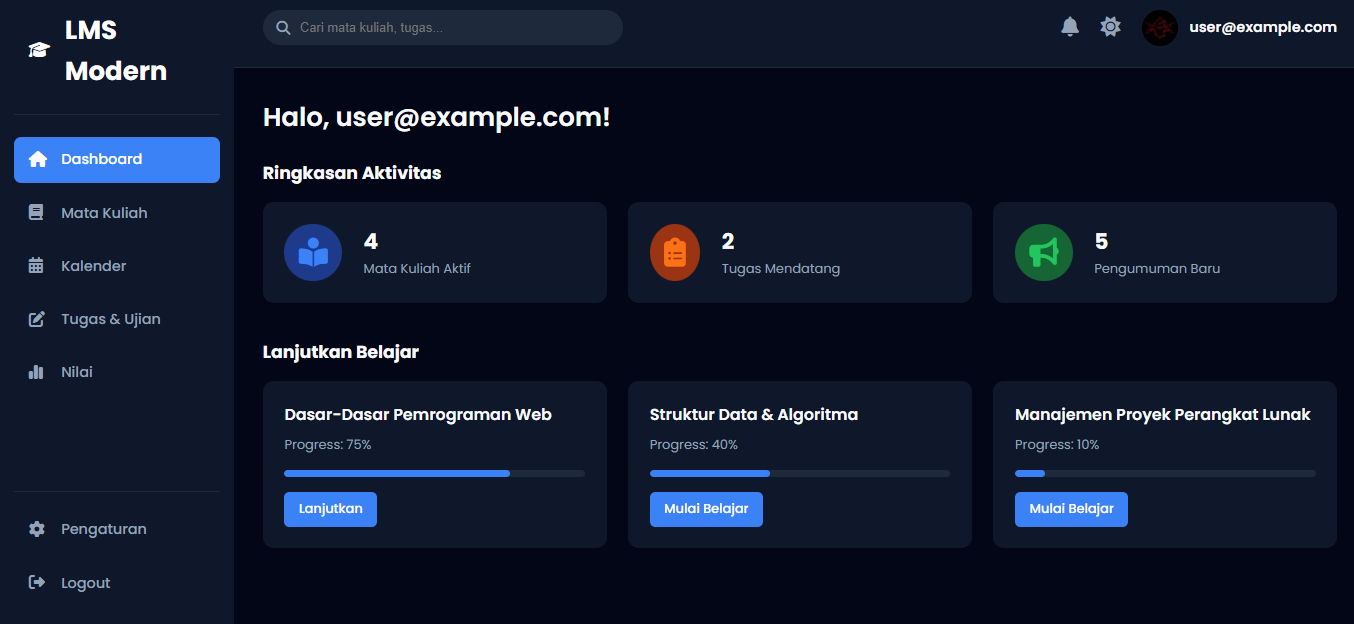 LMS
Modern
Cari mata kuliah, tugas...
user@example.com
Dashboard
Mata Kuliah
Kalender
Tugas & Ujian
Nilai
Pengaturan
Logout
Halo, user@example.com!
Ringkasan Aktivitas
4
Mata Kuliah Aktif
2
Tugas Mendatang
5
Pengumuman Baru
Lanjutkan Belajar
Dasar-Dasar Pemrograman Web
Progress: 75%
Lanjutkan
Struktur Data & Algoritma
Progress: 40%
Mulai Belajar
Manajemen Proyek Perangkat Lunak
Progress: 10%
Mulai Belajar